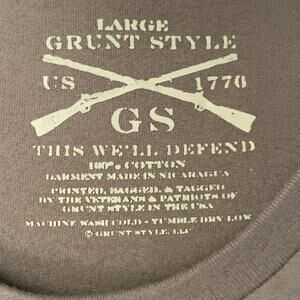 LARGE
GRUNT STYLE
US 1776
GS
THIS WE'LL DEFEND
100% COTTON
GARMENT MADE IN NICARAGUA
PRINTED, BAGGED, & TAGGED
BY THE VETERANS & PATRIOTS OF
GRUNT STYLE IN THE USA
MACHINE WASH COLD - TUMBLE DRY LOW
© GRUNT STYLE, LLC